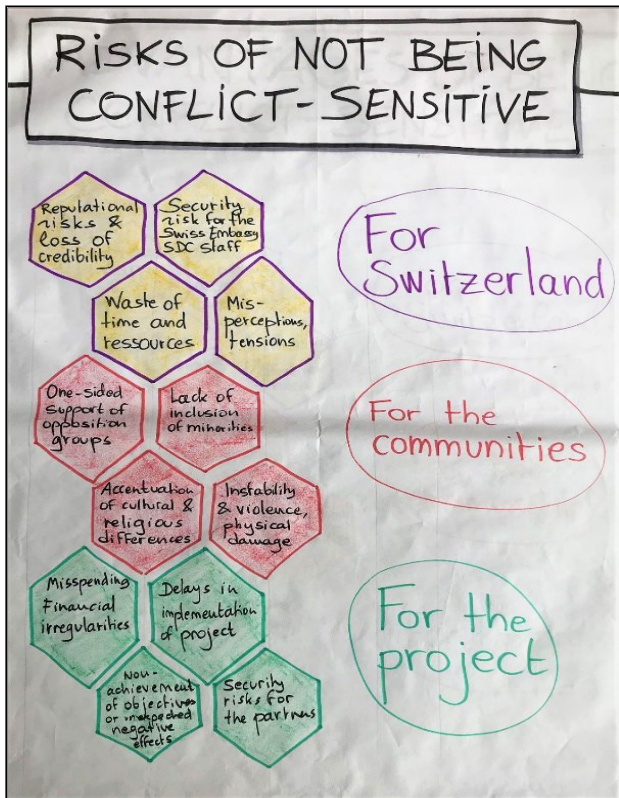 RISKS OF NOT BEING
CONFLICT-SENSITIVE
Reputational
risks &
loss of
credibility
Security
risk for the
Swiss Embassy
SDC staff
Waste of
time and
ressources
Mis-
perceptions,
tensions
For
Switzerland
One-sided
support of
opposition
groups
Lack of
inclusion
of minorities
Accentuation
of cultural &
religious
differences
Instability
& violence,
physical
damage
For the
communities
Misspending
Financial
irregularities
Delays in
implementation
of project
Non-
achievement
of objectives
or unexpected
negative
effects
Security
risks for
the partners
For the
project